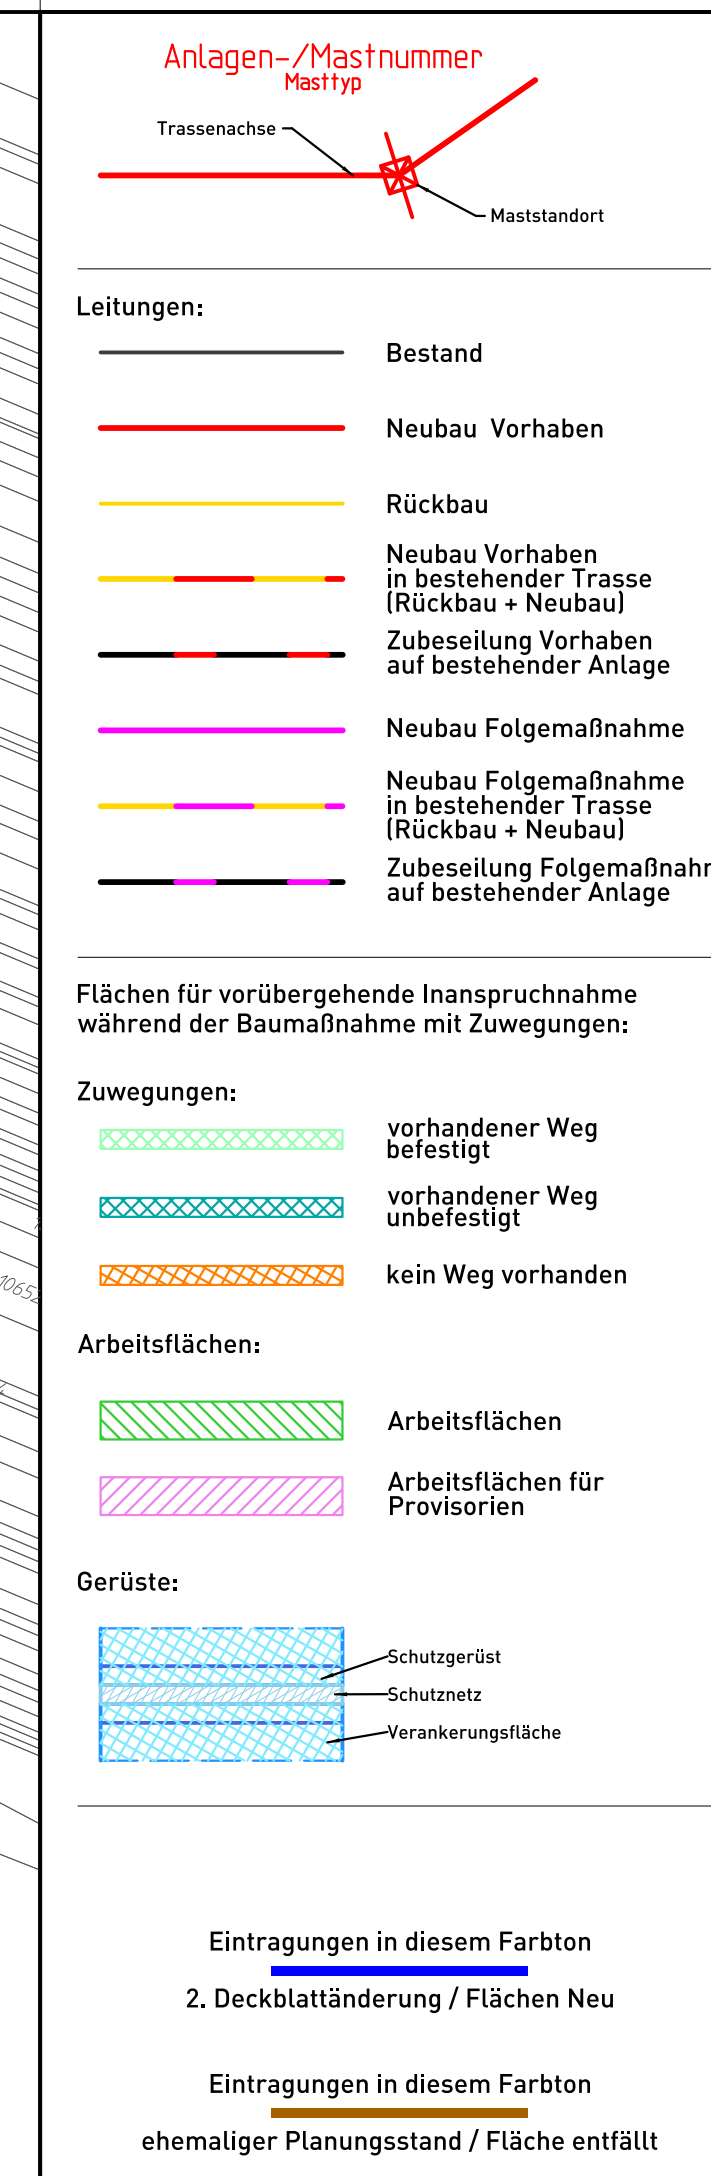 Anlagen-/Mastnummer
Masttyp
Trassenachse
Maststandort
Leitungen:
Bestand
Neubau Vorhaben
Rückbau
Neubau Vorhaben
in bestehender Trasse
(Rückbau + Neubau)
Zubeseilung Vorhaben
auf bestehender Anlage
Neubau Folgemaßnahme
Neubau Folgemaßnahme
in bestehender Trasse
(Rückbau + Neubau)
Zubeseilung
auf bestehender Anlage
Flächen für vorübergehende Inanspruchnahme
während der Baumaßnahme mit Zuwegungen:
Zuwegungen:
vorhandener Weg
befestigt
vorhandener Weg
unbefestigt
kein Weg vorhanden
Arbeitsflächen:
Arbeitsflächen
Arbeitsflächen für
Provisorien
Gerüste:
Schutzgerüst
Schutznetz
Verankerungsfläche
Eintragungen in diesem Farbton
2. Deckblattänderung / Flächen Neu
Eintragungen in diesem Farbton
ehemaliger Planungsstand / Fläche entfällt